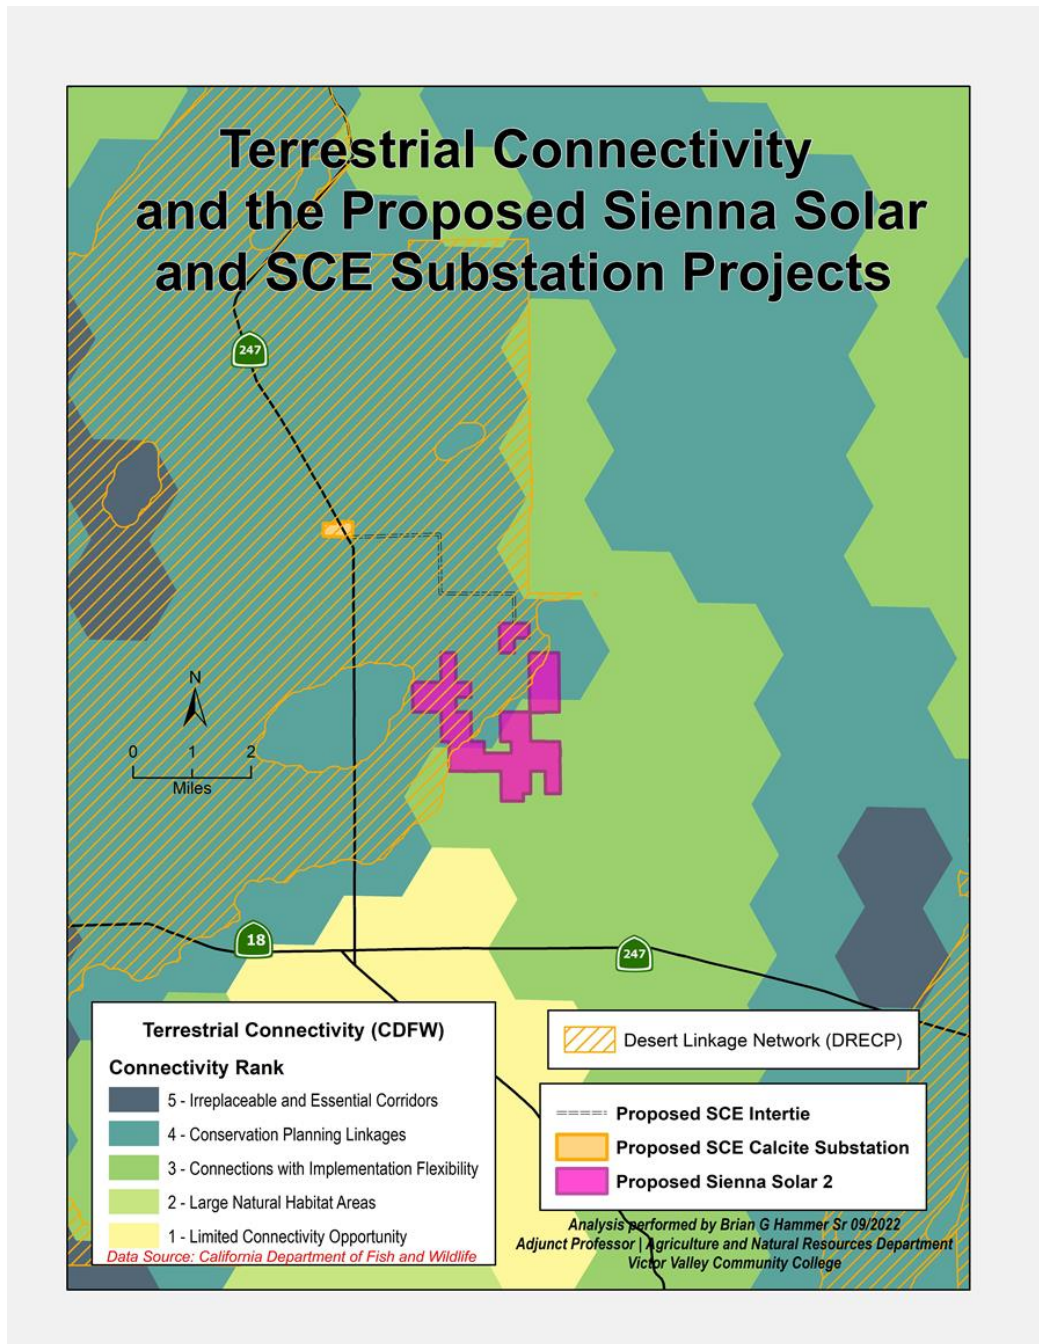 Terrestrial Connectivity
and the Proposed Sienna Solar
and SCE Substation Projects
247
N
0 1 2
Miles
18
247
Terrestrial Connectivity (CDFW)
Connectivity Rank
5 - Irreplaceable and Essential Corridors
4 - Conservation Planning Linkages
3 - Connections with Implementation Flexibility
2 - Large Natural Habitat Areas
1 - Limited Connectivity Opportunity
Data Source: California Department of Fish and Wildlife
Desert Linkage Network (DRECP)
Proposed SCE Intertie
Proposed SCE Calcite Substation
Proposed Sienna Solar 2
Analysis performed by Brian G Hammer Sr 09/2022
Adjunct Professor | Agriculture and Natural Resources Department
Victor Valley Community College